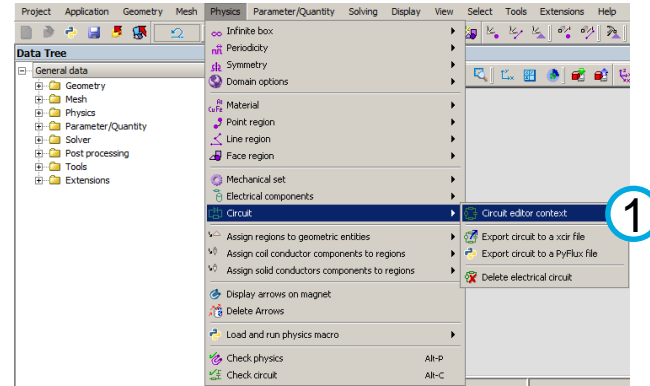 Project Application Geometry Mesh Physics Parameter/Quantity Solving Display View Select Tools Extensions Help
Data Tree
General data
Geometry
Mesh
Physics
Parameter/Quantity
Solver
Post processing
Tools
Extensions
Infinite box
Periodicity
Symmetry
Domain options
Material
Point region
Line region
Face region
Mechanical set
Electrical components
Circuit
Assign regions to geometric entities
Assign coil conductor components to regions
Assign solid conductors components to regions
Display arrows on magnet
Delete Arrows
Load and run physics macro
Check physics Alt-P
Check circuit Alt-C
Circuit editor context
Export circuit to a xcir file
Export circuit to a PyFlux file
Delete electrical circuit
1